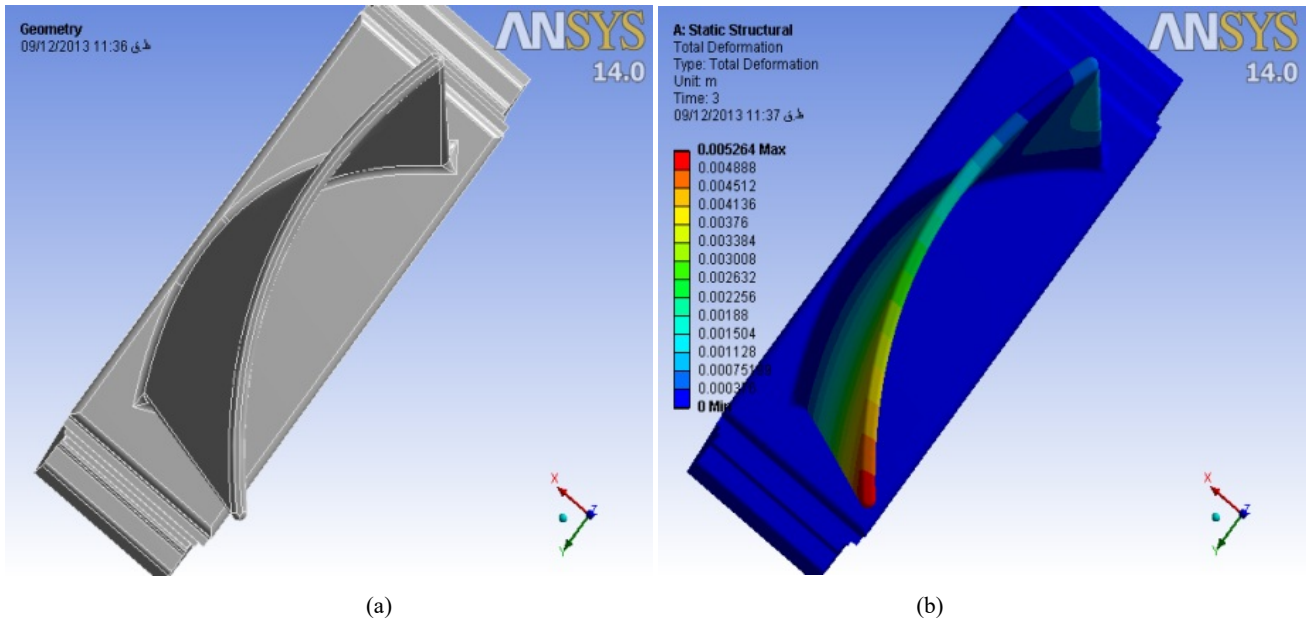 Geometry
09/12/2013 11:36 ظ.ق
ANSYS
14.0
X
Y
Z
(a)
A: Static Structural
Total Deformation
Type: Total Deformation
Unit: m
Time: 3
09/12/2013 11:37 ظ.ق
0.005264 Max
0.004888
0.004512
0.004136
0.00376
0.003384
0.003008
0.002632
0.002256
0.00188
0.001504
0.001128
ANSYS
14.0
X
Y
Z
(b)